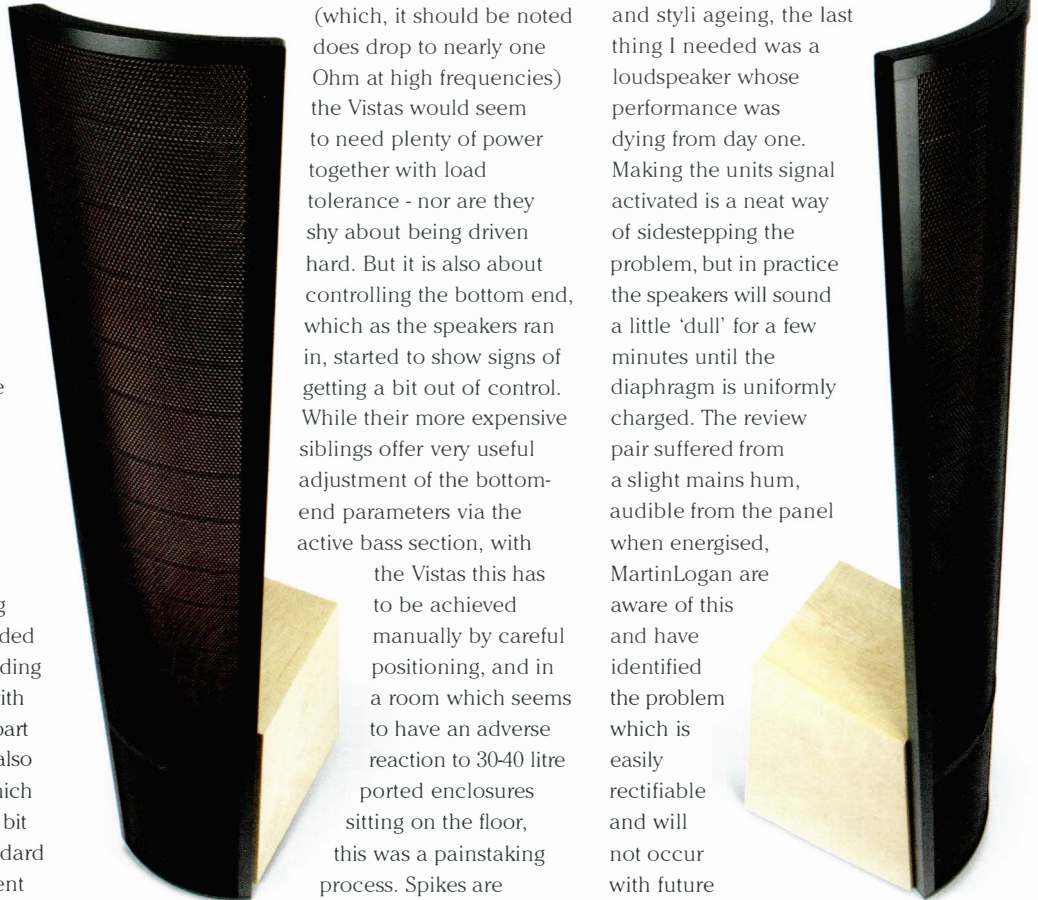 e
g
ded
ding
ith
part
also
bit
dard
ent
(which, it should be noted
does drop to nearly one
Ohm at high frequencies)
the Vistas would seem
to need plenty of power
together with load
tolerance - nor are they
shy about being driven
hard. But it is also about
controlling the bottom end,
which as the speakers ran
in, started to show signs of
getting a bit out of control.
While their more expensive
siblings offer very useful
adjustment of the bottom-
end parameters via the
active bass section, with
the Vistas this has
to be achieved
manually by careful
positioning, and in
a room which seems
to have an adverse
reaction to 30-40 litre
ported enclosures
sitting on the floor,
this was a painstaking
process. Spikes are
and styli ageing, the last
thing I needed was a
loudspeaker whose
performance was
dying from day one.
Making the units signal
activated is a neat way
of sidestepping the
problem, but in practice
the speakers will sound
a little ‘dull’ for a few
minutes until the
diaphragm is uniformly
charged. The review
pair suffered from
a slight mains hum,
audible from the panel
when energised,
MartinLogan are
aware of this
and have
identified
the problem
which is
easily
rectifiable
and will
not occur
with future